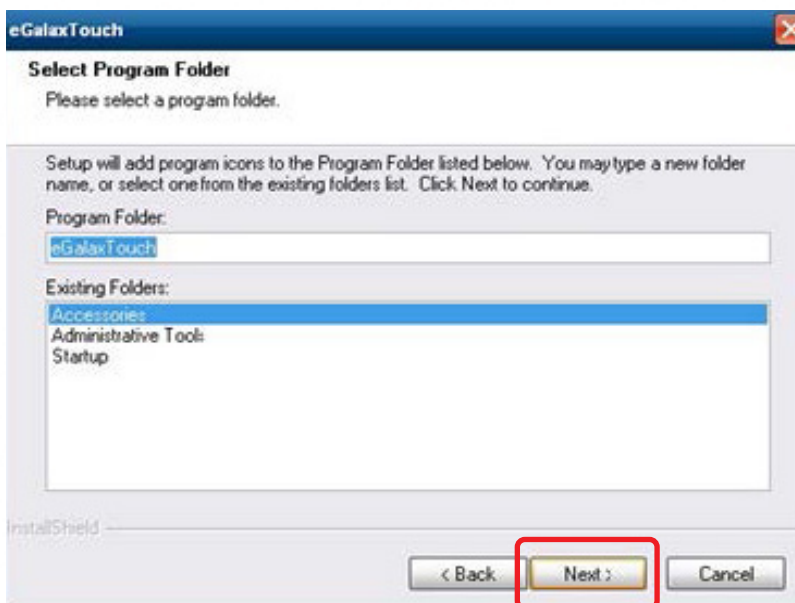 eGalaxTouch
Select Program Folder
Please select a program folder.
Setup will add program icons to the Program Folder listed below. You may type a new folder
name, or select one from the existing folders list. Click Next to continue.
Program Folder:
eGalaxTouch
Existing Folders:
Accessories
Administrative Tools
Startup
InstallShield
< Back
Next >
Cancel